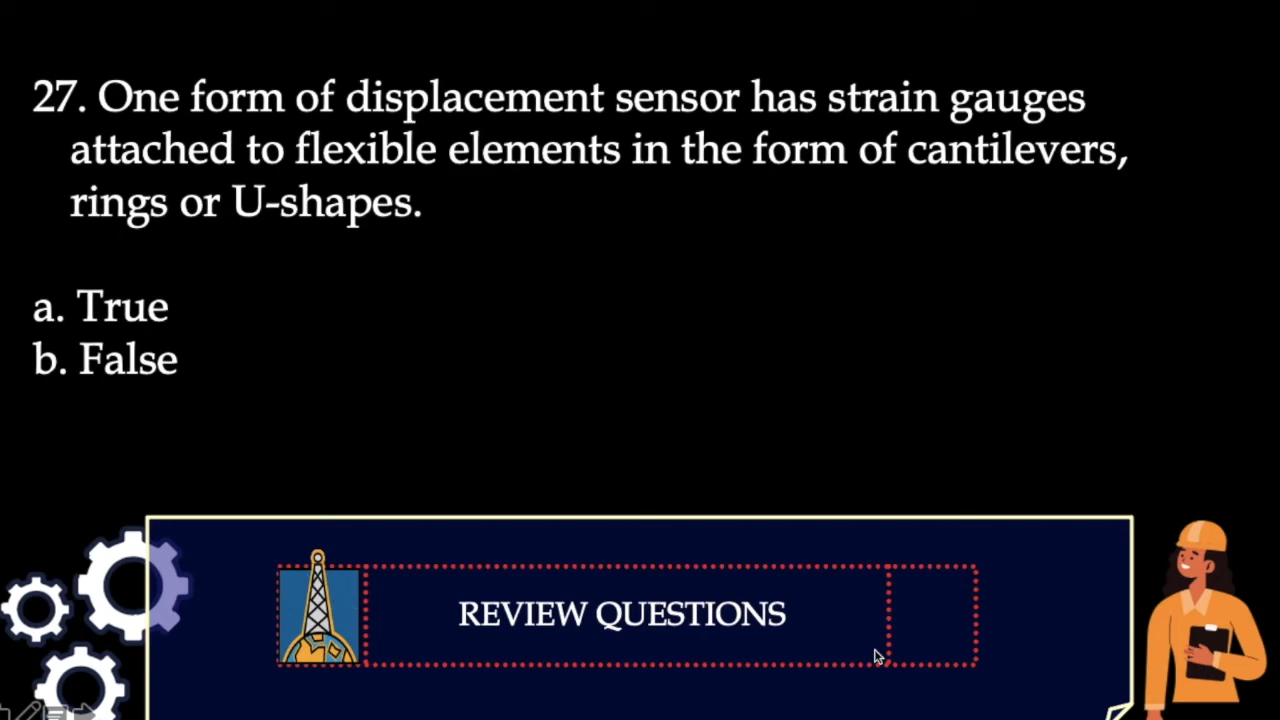 27. One form of displacement sensor has strain gauges
attached to flexible elements in the form of cantilevers,
rings or U-shapes.
a. True
b. False
REVIEW QUESTIONS